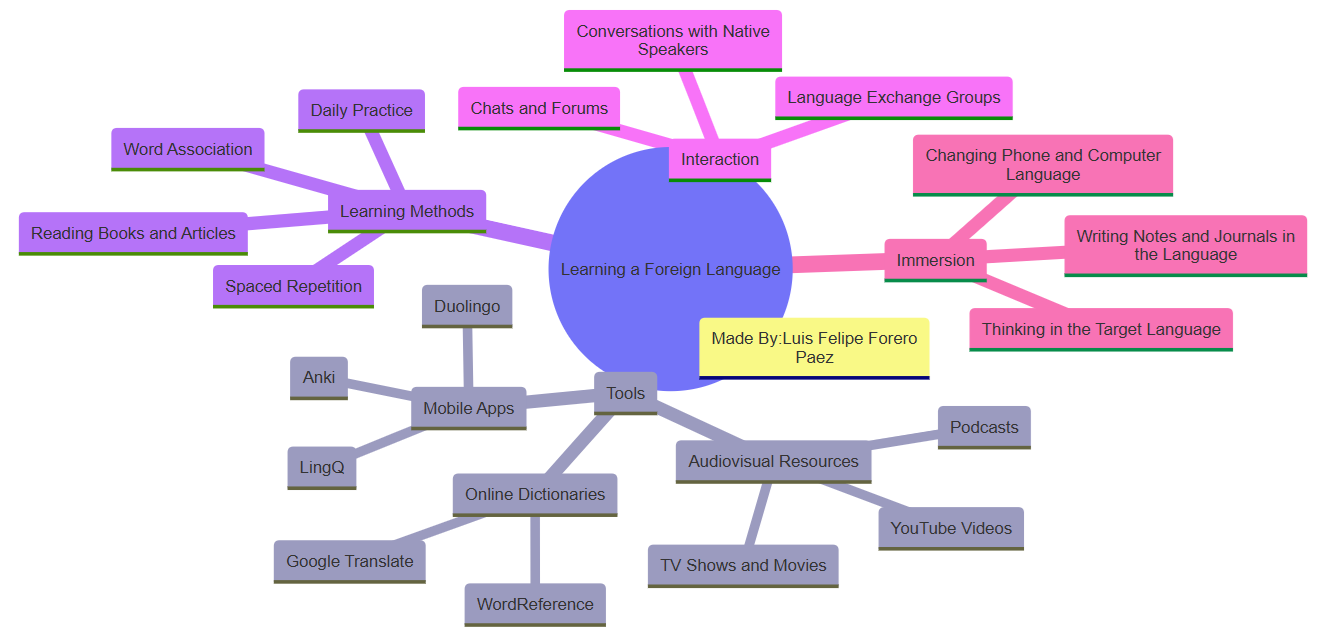 Conversations with Native
Speakers
Chats and Forums
Language Exchange Groups
Interaction
Daily Practice
Word Association
Learning Methods
Reading Books and Articles
Spaced Repetition
Learning a Foreign Language
Changing Phone and Computer
Language
Immersion
Writing Notes and Journals in
the Language
Thinking in the Target Language
Made By:Luis Felipe Forero
Paez
Tools
Duolingo
Anki
Mobile Apps
LingQ
Online Dictionaries
Google Translate
WordReference
Audiovisual Resources
Podcasts
YouTube Videos
TV Shows and Movies